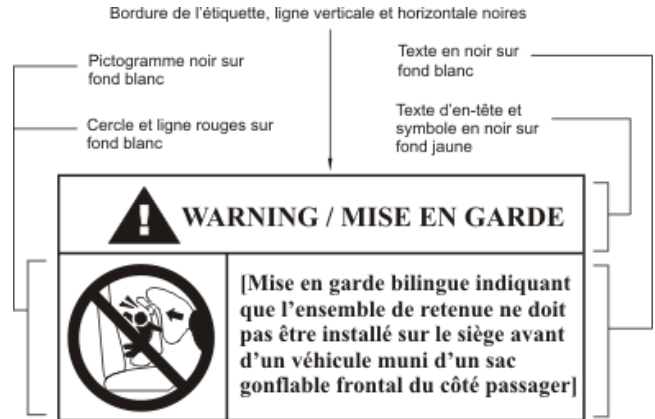 Bordure de l'étiquette, ligne verticale et horizontale noires
Pictogramme noir sur
fond blanc
Texte en noir sur
fond blanc
Cercle et ligne rouges sur
fond blanc
Texte d'en-tête et
symbole en noir sur
fond jaune
! WARNING / MISE EN GARDE
[Mise en garde bilingue indiquant
que l'ensemble de retenue ne doit
pas être installé sur le siège avant
d'un véhicule muni d'un sac
gonflable frontal du côté passager]